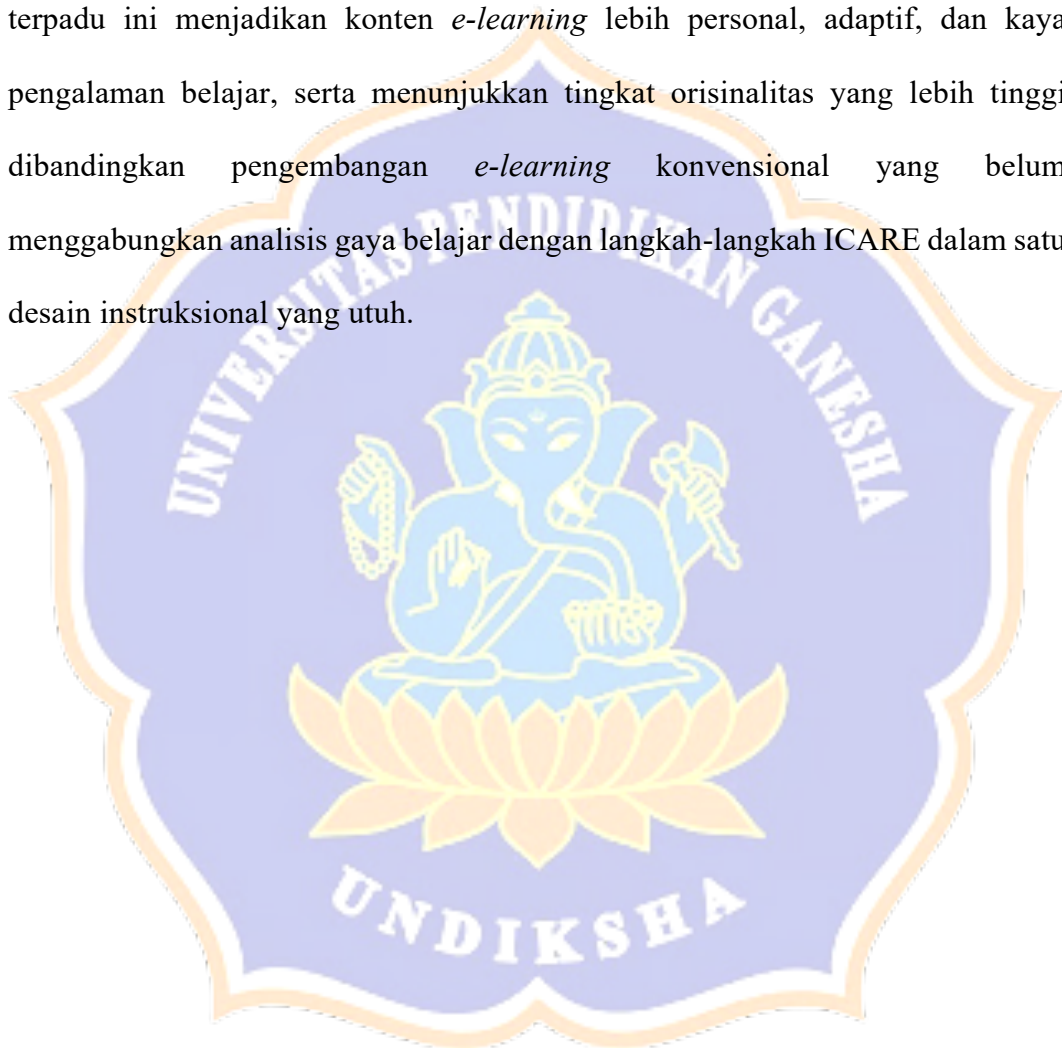 terpadu ini menjadikan konten e-learning lebih personal, adaptif, dan kaya
pengalaman belajar, serta menunjukkan tingkat orisinalitas yang lebih tinggi
dibandingkan pengembangan e-learning konvensional yang belum
menggabungkan analisis gaya belajar dengan langkah-langkah ICARE dalam satu
desain instruksional yang utuh.
UNIVERSITAS PENDIDIKAN GANESHA
UNDIKSHA